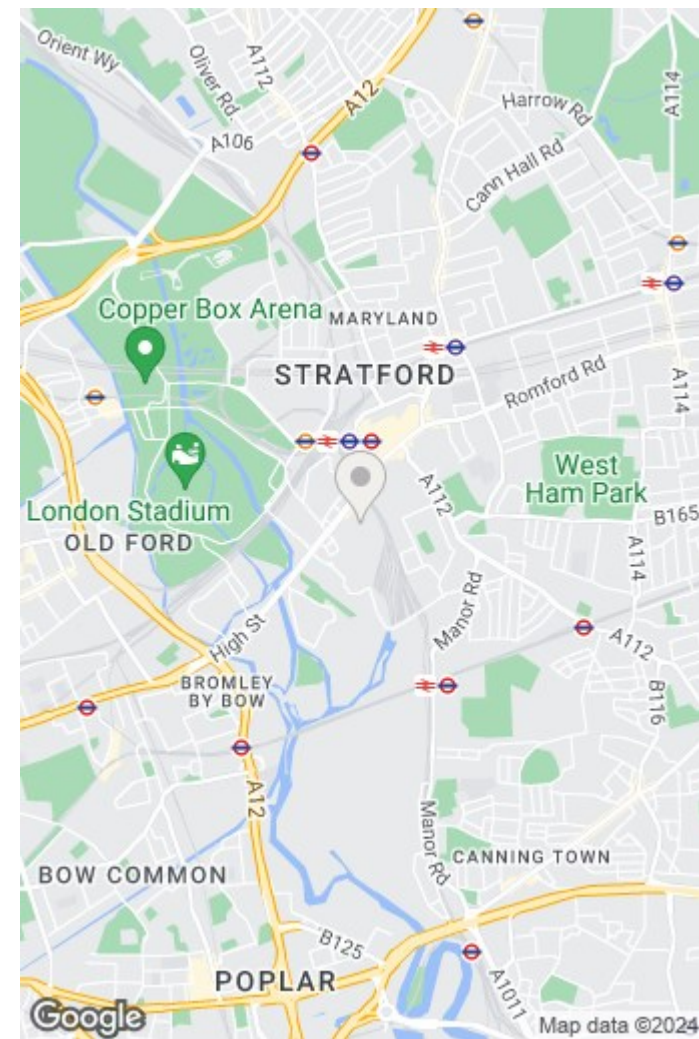 Orient Wy
Oliver Rd.
A112
A12
A114
Harrow Rd
A106
Cann Hall Rd
Copper Box Arena
MARYLAND
STRATFORD
Romford Rd
A114
West
Ham Park
A112
B165
London Stadium
OLD FORD
A114
Manor Rd
High St
A112
BROMLEY
BY BOW
B116
A12
Manor Rd
CANNING TOWN
BOW COMMON
B125
POPLAR
A1011
Google
Map data ©2024